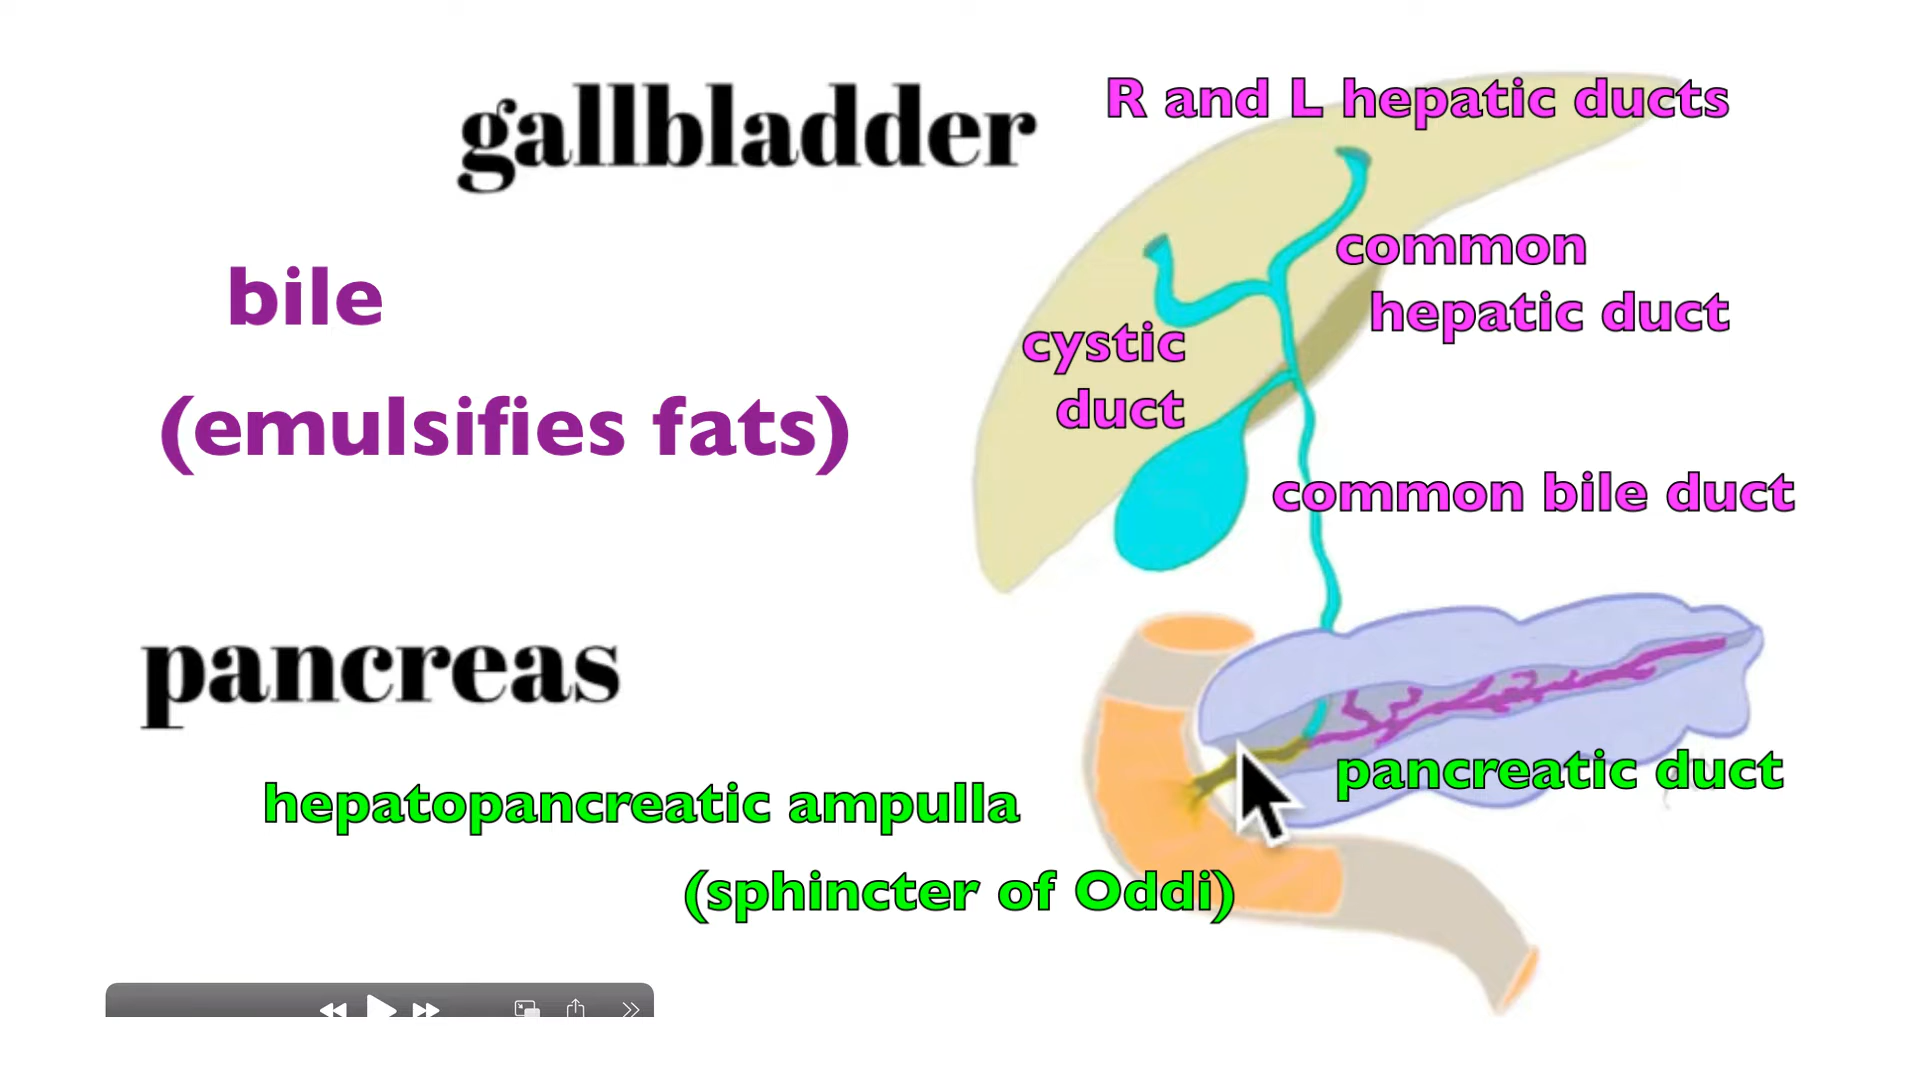 gallbladder
R and L hepatic ducts
bile
common
hepatic duct
cystic
duct
(emulsifies fats)
common bile duct
pancreas
pancreatic duct
hepatopancreatic ampulla
(sphincter of Oddi)